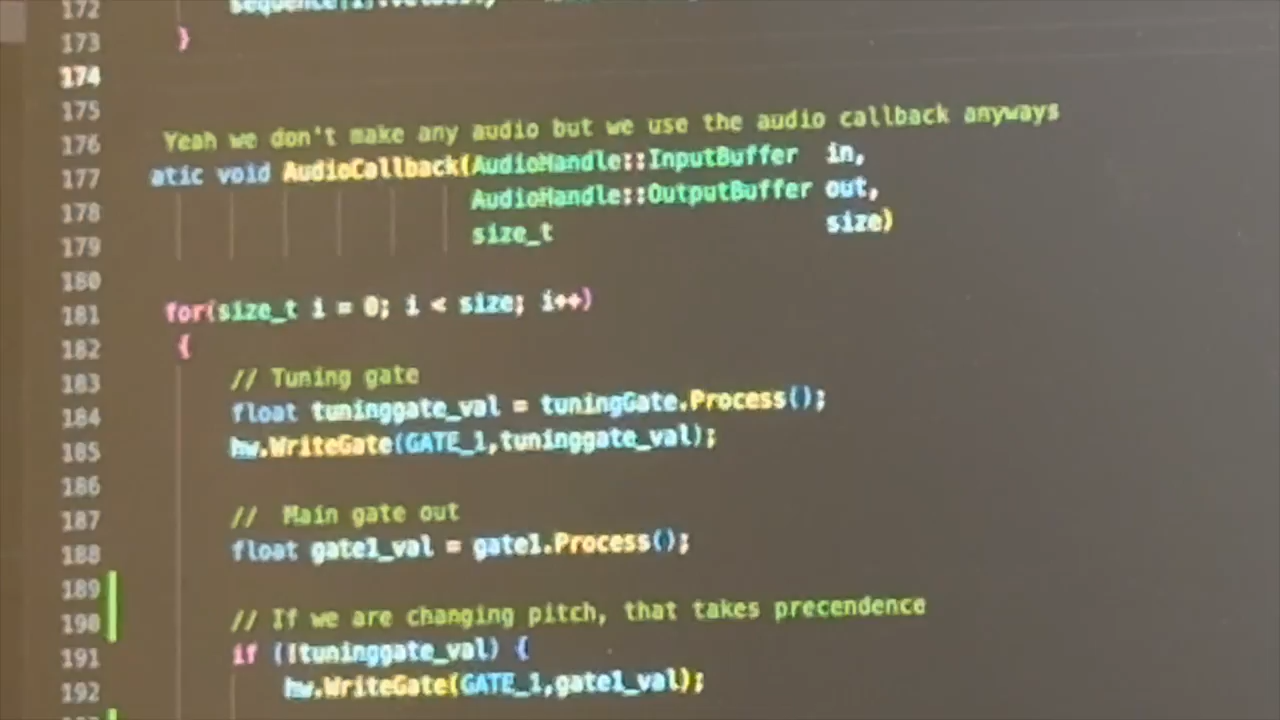 172 sequence[i].
173 }
174
175
176 Yeah we don't make any audio but we use the audio callback anyways
177 atic void AudioCallback(AudioHandle::InputBuffer in,
178 AudioHandle::OutputBuffer out,
179 size_t size)
180
181 for(size_t i = 0; i < size; i++)
182 {
183 // Tuning gate
184 float tuninggate_val = tuningGate.Process();
185 hw.WriteGate(GATE_1,tuninggate_val);
186
187 // Main gate out
188 float gate1_val = gate1.Process();
189
190 // If we are changing pitch, that takes precendence
191 if (!tuninggate_val) {
192 hw.WriteGate(GATE_1,gate1_val);